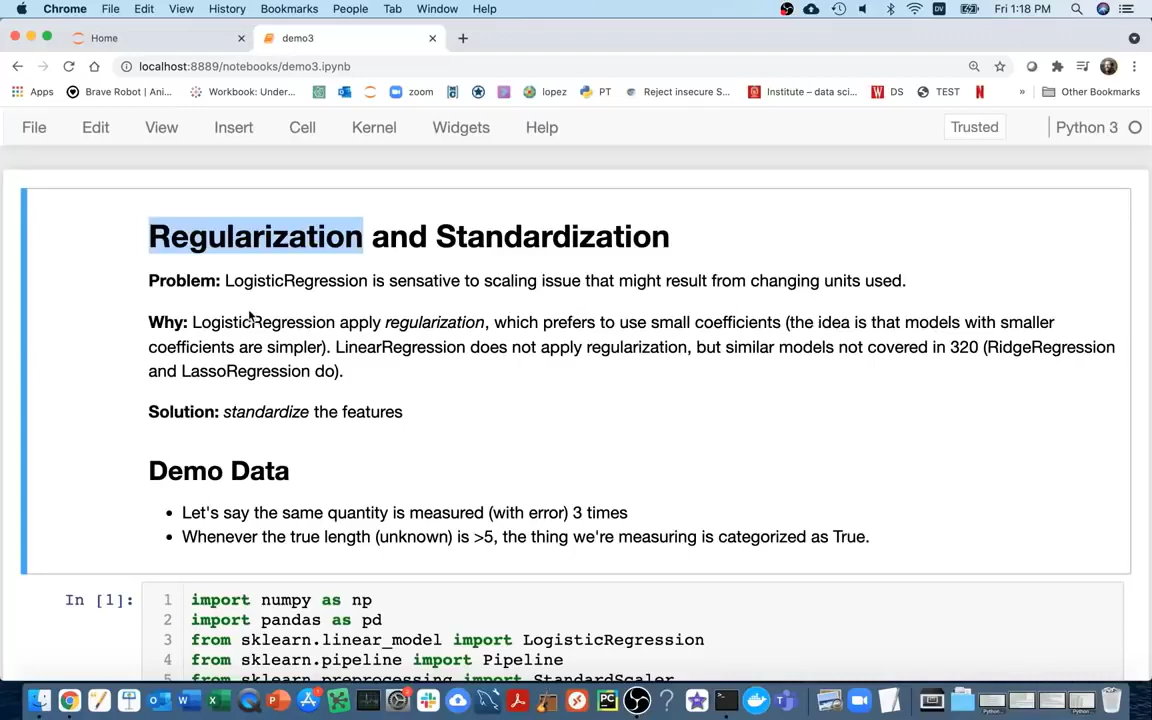 Chrome File Edit View History Bookmarks People Tab Window Help Fri 1:18 PM
Home demo3
localhost:8889/notebooks/demo3.ipynb
Apps Brave Robot | Ani... Workbook: Under... zoom lopez PT Reject insecure S... Institute – data sci... DS TEST » Other Bookmarks
File Edit View Insert Cell Kernel Widgets Help Trusted Python 3
Regularization and Standardization
Problem: LogisticRegression is sensative to scaling issue that might result from changing units used.
Why: LogisticRegression apply regularization, which prefers to use small coefficients (the idea is that models with smaller
coefficients are simpler). LinearRegression does not apply regularization, but similar models not covered in 320 (RidgeRegression
and LassoRegression do).
Solution: standardize the features
Demo Data
• Let's say the same quantity is measured (with error) 3 times
• Whenever the true length (unknown) is >5, the thing we're measuring is categorized as True.
In [1]: 1 import numpy as np
2 import pandas as pd
3 from sklearn.linear_model import LogisticRegression
4 from sklearn.pipeline import Pipeline
5 from sklearn.preprocessing import StandardScaler